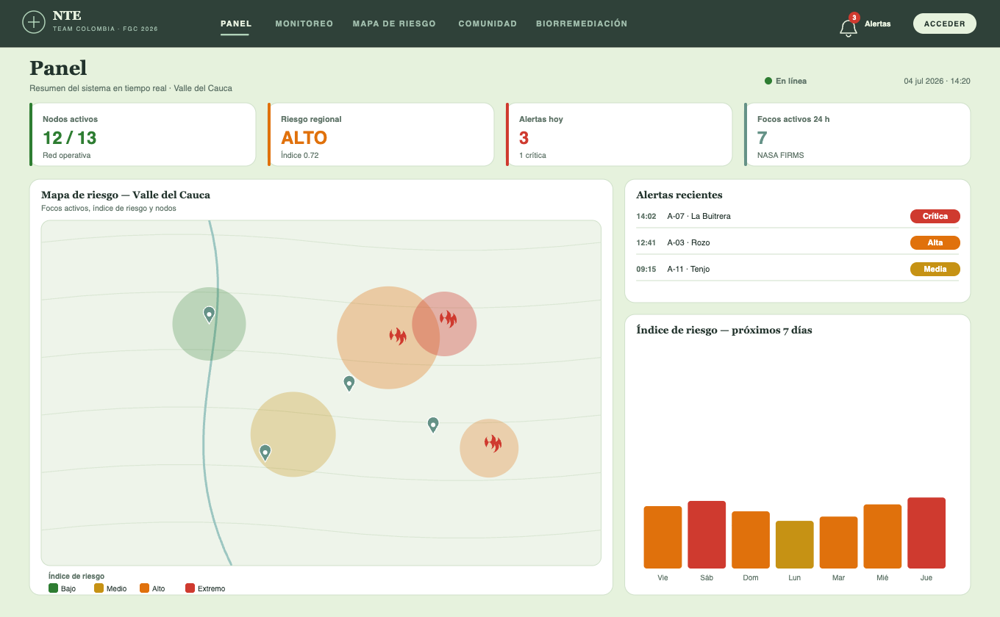 NTE
TEAM COLOMBIA · FGC 2026
PANEL MONITOREO MAPA DE RIESGO COMUNIDAD BIORREMEDIACIÓN
3
Alertas
ACCEDER
Panel
Resumen del sistema en tiempo real · Valle del Cauca
En línea
04 jul 2026 · 14:20
Nodos activos
12 / 13
Red operativa
Riesgo regional
ALTO
Índice 0.72
Alertas hoy
3
1 crítica
Focos activos 24 h
7
NASA FIRMS
Mapa de riesgo — Valle del Cauca
Focos activos, índice de riesgo y nodos
Índice de riesgo
Bajo Medio Alto Extremo
Alertas recientes
14:02 A-07 · La Buitrera Crítica
12:41 A-03 · Rozo Alta
09:15 A-11 · Tenjo Media
Índice de riesgo — próximos 7 días
Vie Sáb Dom Lun Mar Mié Jue